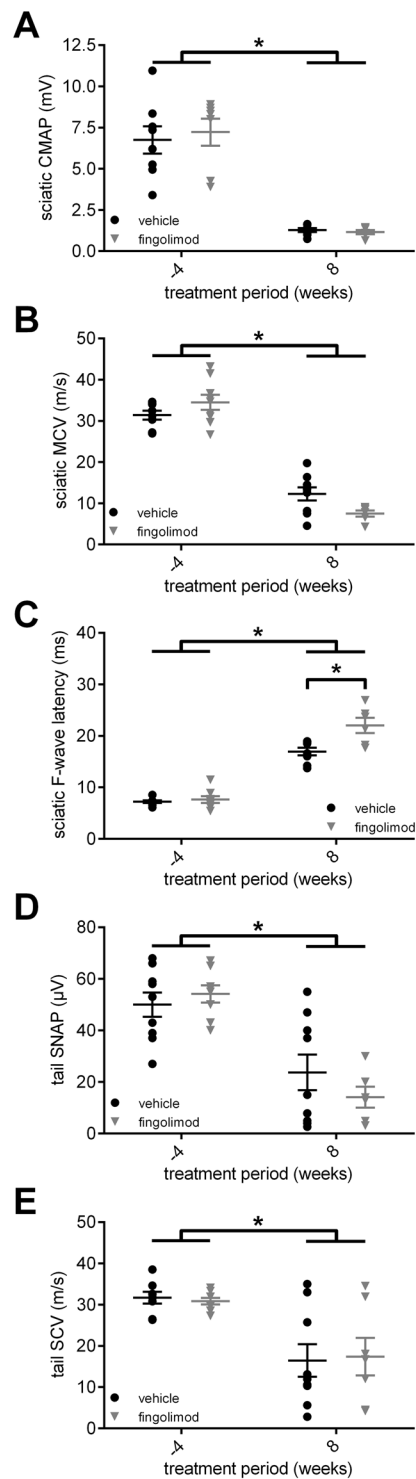 A
sciatic CMAP (mV)
12.5
10.0
7.5
5.0
2.5
0.0
*
vehicle
fingolimod
-4
8
treatment period (weeks)
B
sciatic MCV (m/s)
50
40
30
20
10
0
*
vehicle
fingolimod
-4
8
treatment period (weeks)
C
sciatic F-wave latency (ms)
40
30
20
10
0
*
*
vehicle
fingolimod
-4
8
treatment period (weeks)
D
tail SNAP (µV)
80
60
40
20
0
*
vehicle
fingolimod
-4
8
treatment period (weeks)
E
tail SCV (m/s)
50
40
30
20
10
0
*
vehicle
fingolimod
-4
8
treatment period (weeks)